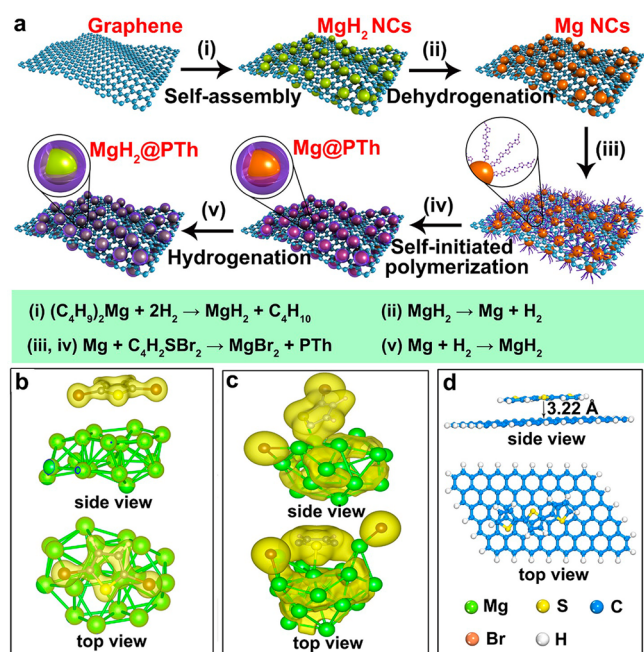 a
Graphene
(i)
Self-assembly
MgH₂ NCs
(ii)
Dehydrogenation
Mg NCs
(iii)
MgH₂@PTh
(v)
Hydrogenation
Mg@PTh
(iv)
Self-initiated
polymerization
(i) (C₄H₉)₂Mg + 2H₂ → MgH₂ + C₄H₁₀
(ii) MgH₂ → Mg + H₂
(iii, iv) Mg + C₄H₂SBr₂ → MgBr₂ + PTh
(v) Mg + H₂ → MgH₂
b
side view
top view
c
side view
top view
d
3.22 Å
side view
top view
Mg
S
C
Br
H